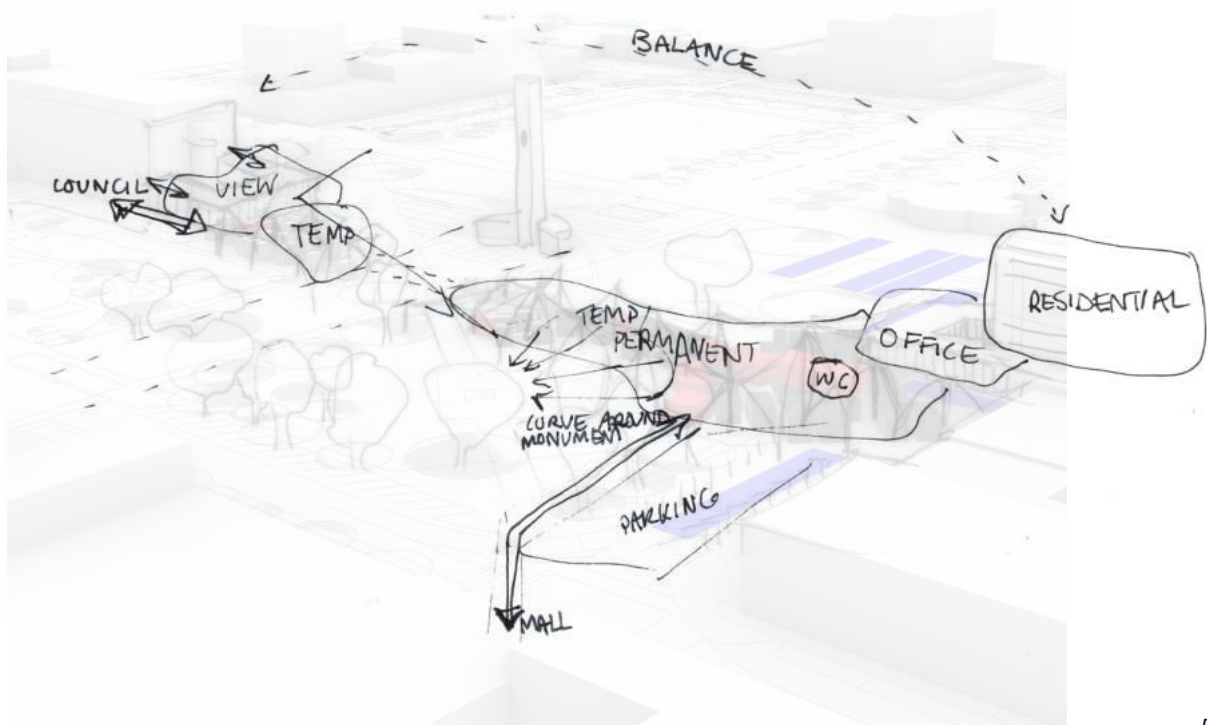 BALANCE
COUNCIL
VIEW
TEMP
RESIDENTIAL
OFFICE
TEMP
PERMANENT
WC
CURVE AROUND
MONUMENT
PARKING
MALL